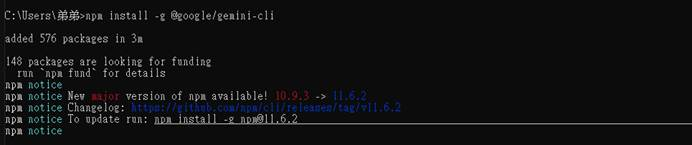 C:\Users\弟弟>npm install -g @google/gemini-cli
added 576 packages in 3m
148 packages are looking for funding
run `npm fund` for details
npm notice
npm notice New major version of npm available! 10.9.3 -> 11.6.2
npm notice Changelog: https://github.com/npm/cli/releases/tag/v11.6.2
npm notice To update run: npm install -g npm@11.6.2
npm notice